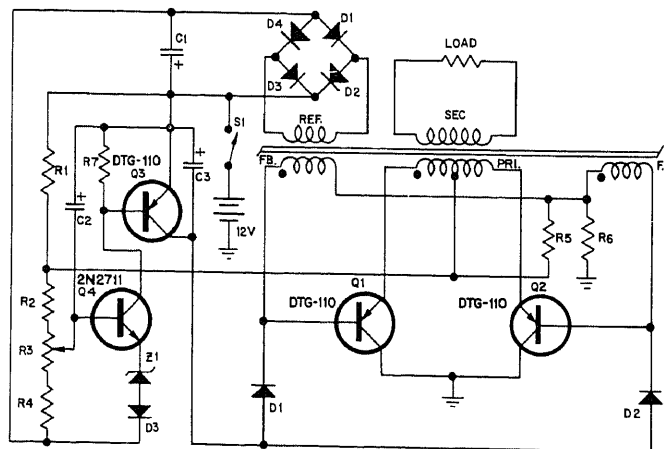 D4
D1
C1
+
D3
D2
LOAD
S1
REF.
SEC
R1
R7
DTG-110
Q3
+
C3
+
C2
FB.
PRI.
F.
12V
R5
R6
R2
2N2711
Q4
Q1
DTG-110
Q2
DTG-110
R3
Z1
R4
D3
D1
D2